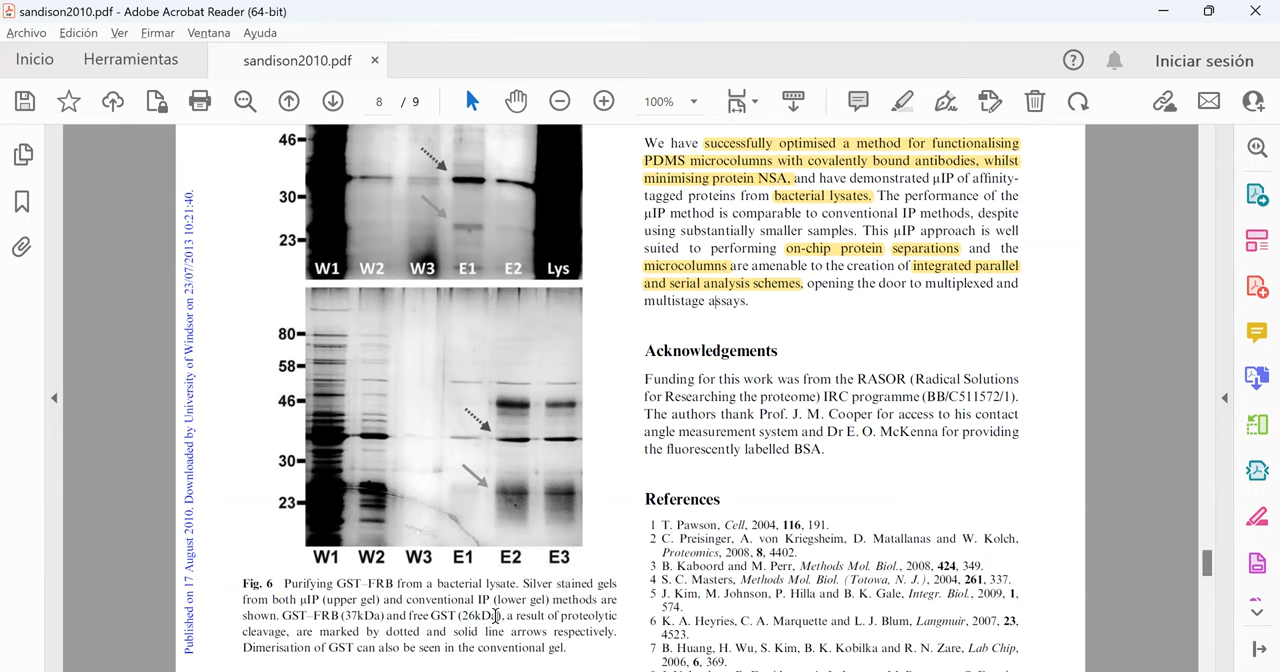 sandison2010.pdf - Adobe Acrobat Reader (64-bit)
Archivo Edición Ver Firmar Ventana Ayuda
Inicio Herramientas sandison2010.pdf × Iniciar sesión
8 / 9 100%
Published on 17 August 2010. Downloaded by University of Windsor on 23/07/2013 10:21:40.
46
30
23
W1 W2 W3 E1 E2 Lys
80
58
46
30
23
W1 W2 W3 E1 E2 E3
Fig. 6 Purifying GST–FRB from a bacterial lysate. Silver stained gels
from both μIP (upper gel) and conventional IP (lower gel) methods are
shown. GST–FRB (37kDa) and free GST (26kDa), a result of proteolytic
cleavage, are marked by dotted and solid line arrows respectively.
Dimerisation of GST can also be seen in the conventional gel.
We have successfully optimised a method for functionalising
PDMS microcolumns with covalently bound antibodies, whilst
minimising protein NSA, and have demonstrated μIP of affinity-
tagged proteins from bacterial lysates. The performance of the
μIP method is comparable to conventional IP methods, despite
using substantially smaller samples. This μIP approach is well
suited to performing on-chip protein separations and the
microcolumns are amenable to the creation of integrated parallel
and serial analysis schemes, opening the door to multiplexed and
multistage assays.
Acknowledgements
Funding for this work was from the RASOR (Radical Solutions
for Researching the proteome) IRC programme (BB/C511572/1).
The authors thank Prof. J. M. Cooper for access to his contact
angle measurement system and Dr E. O. McKenna for providing
the fluorescently labelled BSA.
References
1 T. Pawson, Cell, 2004, 116, 191.
2 C. Preisinger, A. von Kriegsheim, D. Matallanas and W. Kolch,
Proteomics, 2008, 8, 4402.
3 B. Kaboord and M. Perr, Methods Mol. Biol., 2008, 424, 349.
4 S. C. Masters, Methods Mol. Biol. (Totowa, N. J.), 2004, 261, 337.
5 J. Kim, M. Johnson, P. Hilla and B. K. Gale, Integr. Biol., 2009, 1,
574.
6 K. A. Heyries, C. A. Marquette and L. J. Blum, Langmuir, 2007, 23,
4523.
7 B. Huang, H. Wu, S. Kim, B. K. Kobilka and R. N. Zare, Lab Chip,
2006, 6, 369.